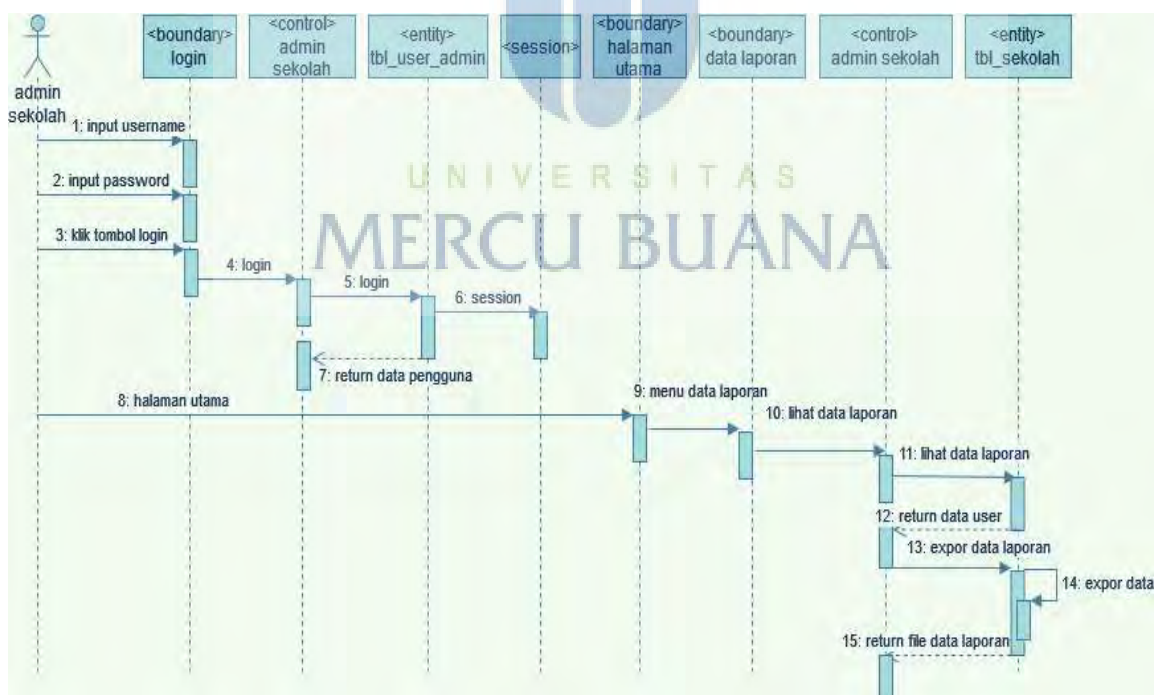 <boundary>
login
<control>
admin
sekolah
<entity>
tbl_user_admin
<session>
<boundary>
halaman
utama
<boundary>
data laporan
<control>
admin sekolah
<entity>
tbl_sekolah
admin
sekolah
1: input username
2: input password
3: klik tombol login
4: login
5: login
6: session
7: return data pengguna
8: halaman utama
9: menu data laporan
10: lihat data laporan
11: lihat data laporan
12: return data user
13: expor data laporan
14: expor data
15: return file data laporan
UNIVERSITAS
MERCU BUANA